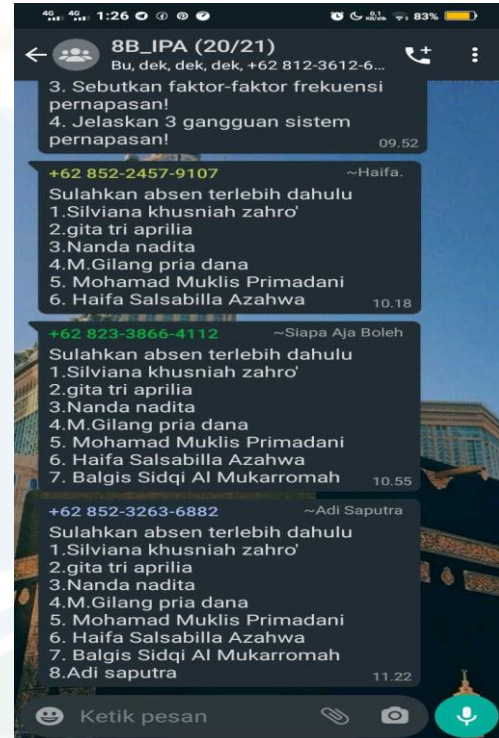 4G 4G 1:26 0,1 KB/dtk 83%
8B_IPA (20/21)
Bu, dek, dek, dek, +62 812-3612-6...
3. Sebutkan faktor-faktor frekuensi
pernapasan!
4. Jelaskan 3 gangguan sistem
pernapasan!
09.52
+62 852-2457-9107 ~Haifa.
Sulahkan absen terlebih dahulu
1.Silviana khusniah zahro'
2.gita tri aprilia
3.Nanda nadita
4.M.Gilang pria dana
5. Mohamad Muklis Primadani
6. Haifa Salsabilla Azahwa
10.18
+62 823-3866-4112 ~Siapa Aja Boleh
Sulahkan absen terlebih dahulu
1.Silviana khusniah zahro'
2.gita tri aprilia
3.Nanda nadita
4.M.Gilang pria dana
5. Mohamad Muklis Primadani
6. Haifa Salsabilla Azahwa
7. Balgis Sidqi Al Mukarromah
10.55
+62 852-3263-6882 ~Adi Saputra
Sulahkan absen terlebih dahulu
1.Silviana khusniah zahro'
2.gita tri aprilia
3.Nanda nadita
4.M.Gilang pria dana
5. Mohamad Muklis Primadani
6. Haifa Salsabilla Azahwa
7. Balgis Sidqi Al Mukarromah
8.Adi saputra
11.22
Ketik pesan